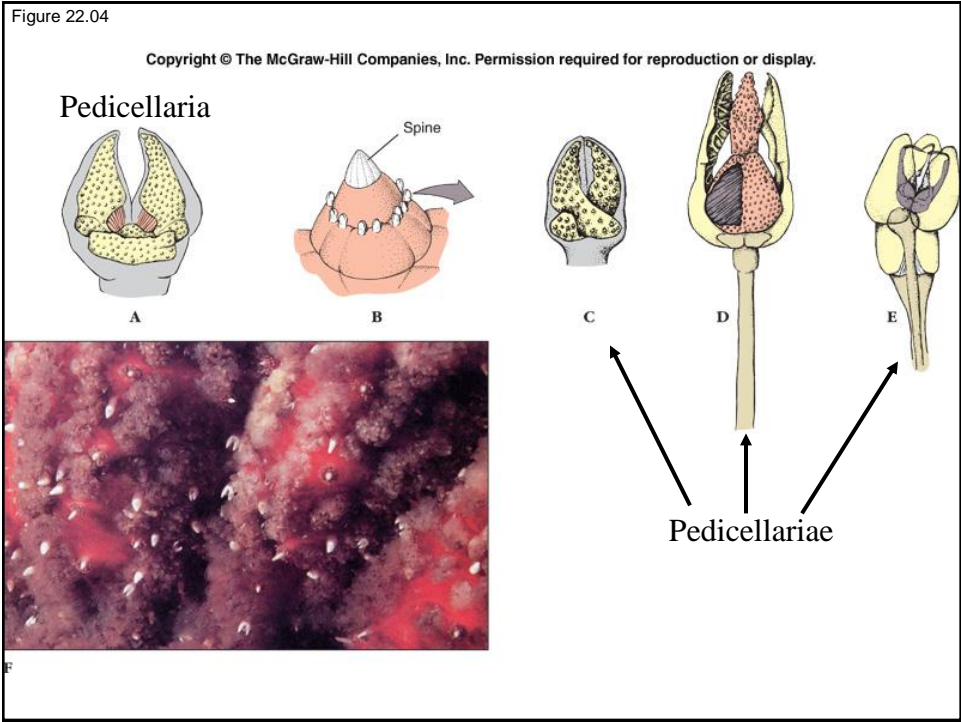 Figure 22.04
Copyright © The McGraw-Hill Companies, Inc. Permission required for reproduction or display.
Pedicellaria
Spine
A
B
C
D
E
Pedicellariae
F